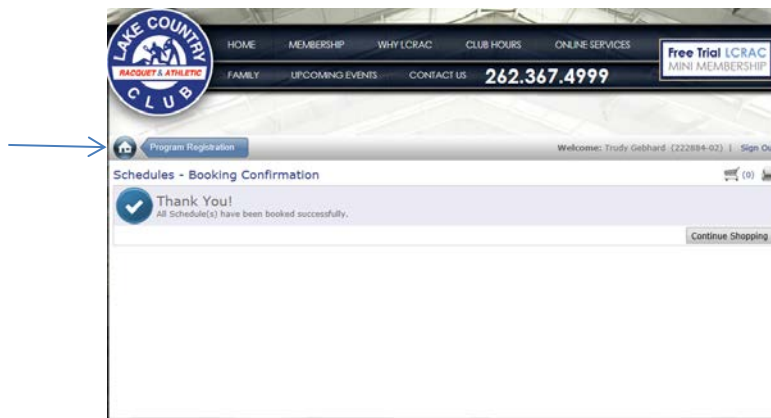 LAKE COUNTRY
RACQUET & ATHLETIC
CLUB
HOME MEMBERSHIP WHY LCRAC CLUB HOURS ONLINE SERVICES
FAMILY UPCOMING EVENTS CONTACT US 262.367.4999
Free Trial LCRAC
MINI MEMBERSHIP
Program Registration
Welcome: Trudy Gebhard (222884-02) | Sign Ou
Schedules - Booking Confirmation
(0)
Thank You!
All Schedule(s) have been booked successfully.
Continue Shopping